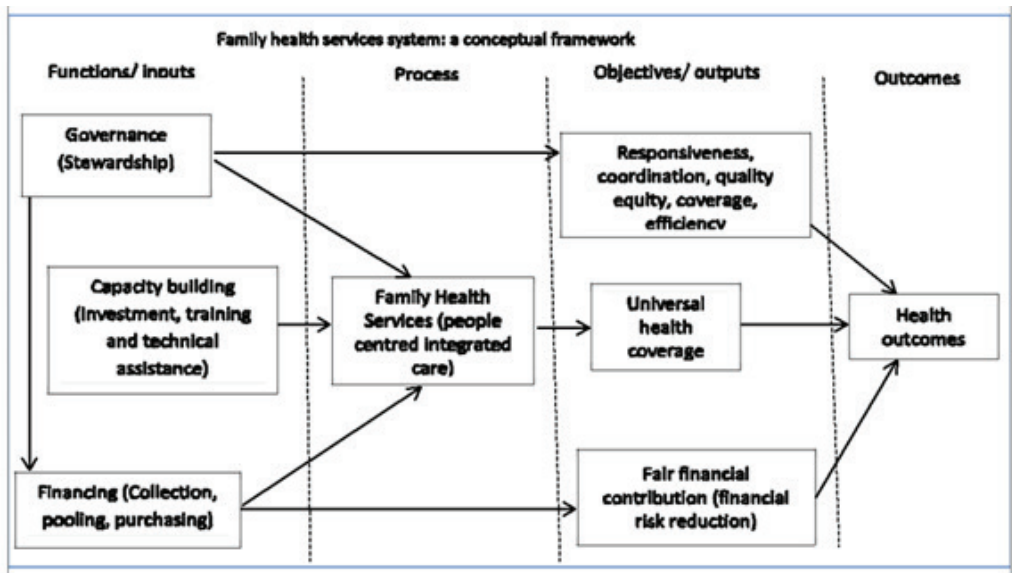 Family health services system: a conceptual framework
Functions/ inputs
Process
Objectives/ outputs
Outcomes
Governance
(Stewardship)
Responsiveness,
coordination, quality
equity, coverage,
efficiency
Capacity building
(Investment, training
and technical
assistance)
Family Health
Services (people
centred integrated
care)
Universal
health
coverage
Health
outcomes
Financing (Collection,
pooling, purchasing)
Fair financial
contribution (financial
risk reduction)